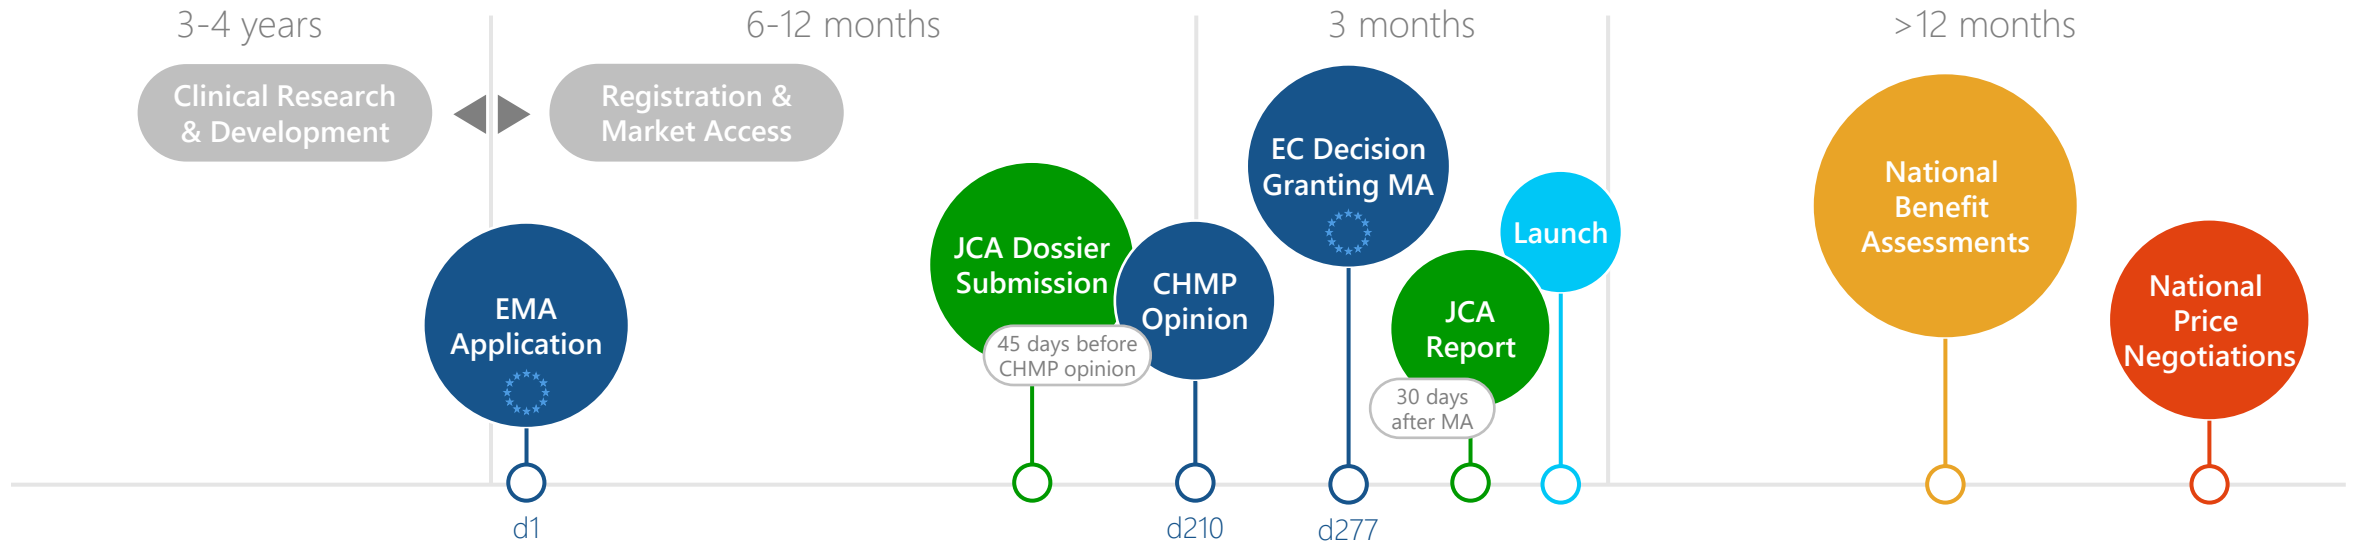 3-4 years
6-12 months
3 months
>12 months
Clinical Research
& Development
Registration &
Market Access
EMA
Application
JCA Dossier
Submission
45 days before
CHMP opinion
CHMP
Opinion
EC Decision
Granting MA
JCA
Report
30 days
after MA
Launch
National
Benefit
Assessments
National
Price
Negotiations
d1
d210
d277